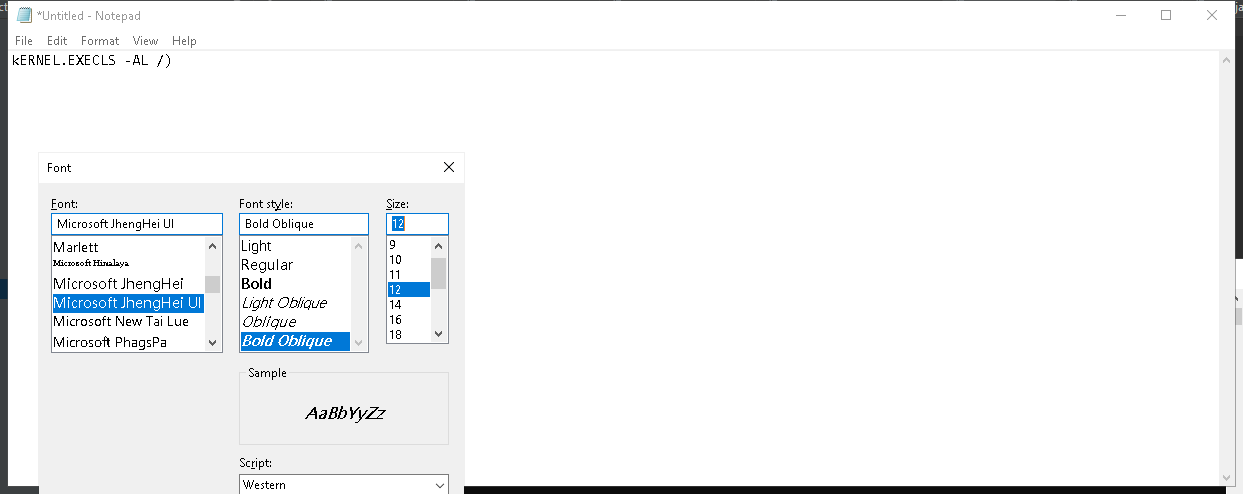 *Untitled - Notepad
File Edit Format View Help
kERNEL.EXECLS -AL /)
Font
Font: Font style: Size:
Microsoft JhengHei UI Bold Oblique 12
Marlett
Microsoft Himalaya
Microsoft JhengHei
Microsoft JhengHei UI
Microsoft New Tai Lue
Microsoft PhagsPa
Light
Regular
Bold
Light Oblique
Oblique
Bold Oblique
9
10
11
12
14
16
18
Sample
AaBbYyZz
Script:
Western